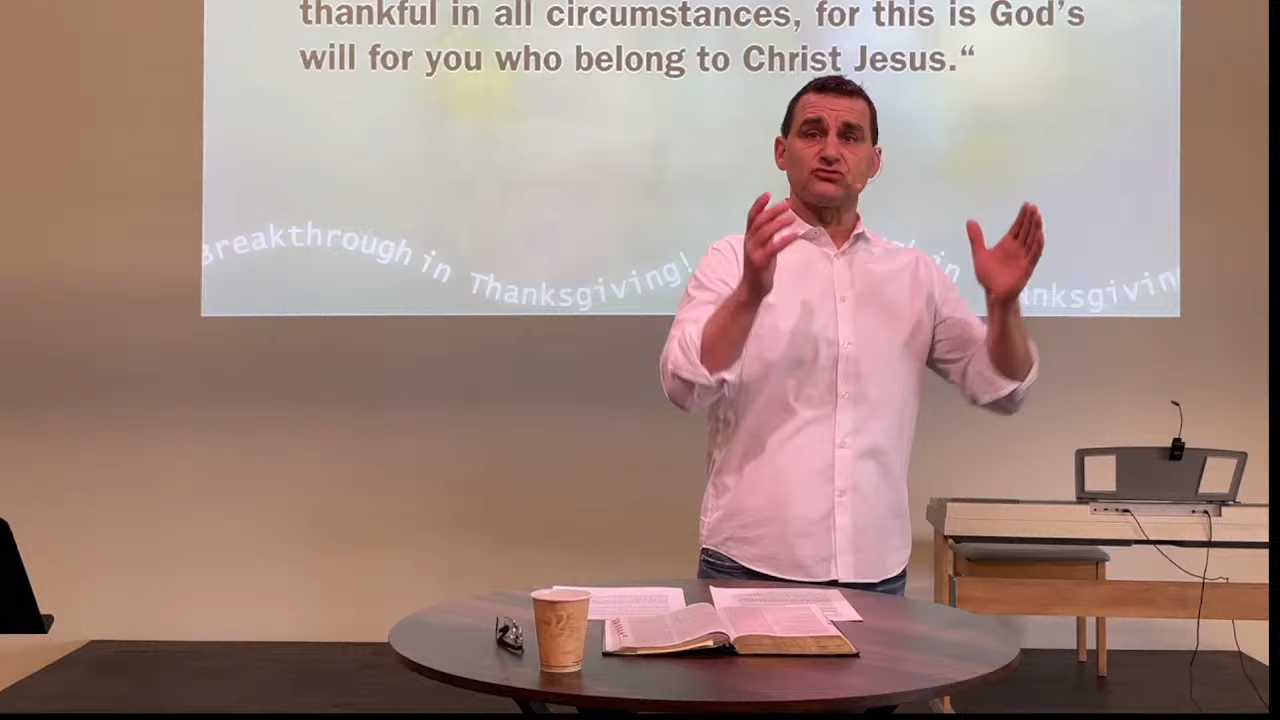 thankful in all circumstances, for this is God's
will for you who belong to Christ Jesus.“
Breakthrough in Thanksgiving!
in